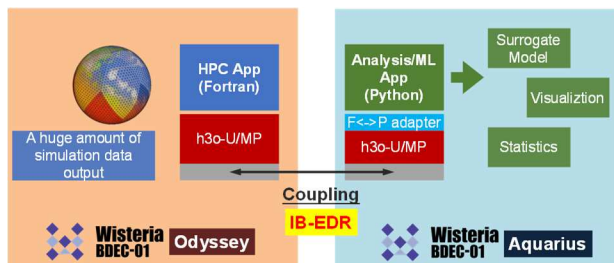 HPC App
(Fortran)
h3o-U/MP
A huge amount of
simulation data
output
Analysis/ML
App
(Python)
F<->P adapter
h3o-U/MP
Surrogate
Model
Visualiztion
Statistics
Coupling
IB-EDR
Wisteria
BDEC-01
Odyssey
Wisteria
BDEC-01
Aquarius